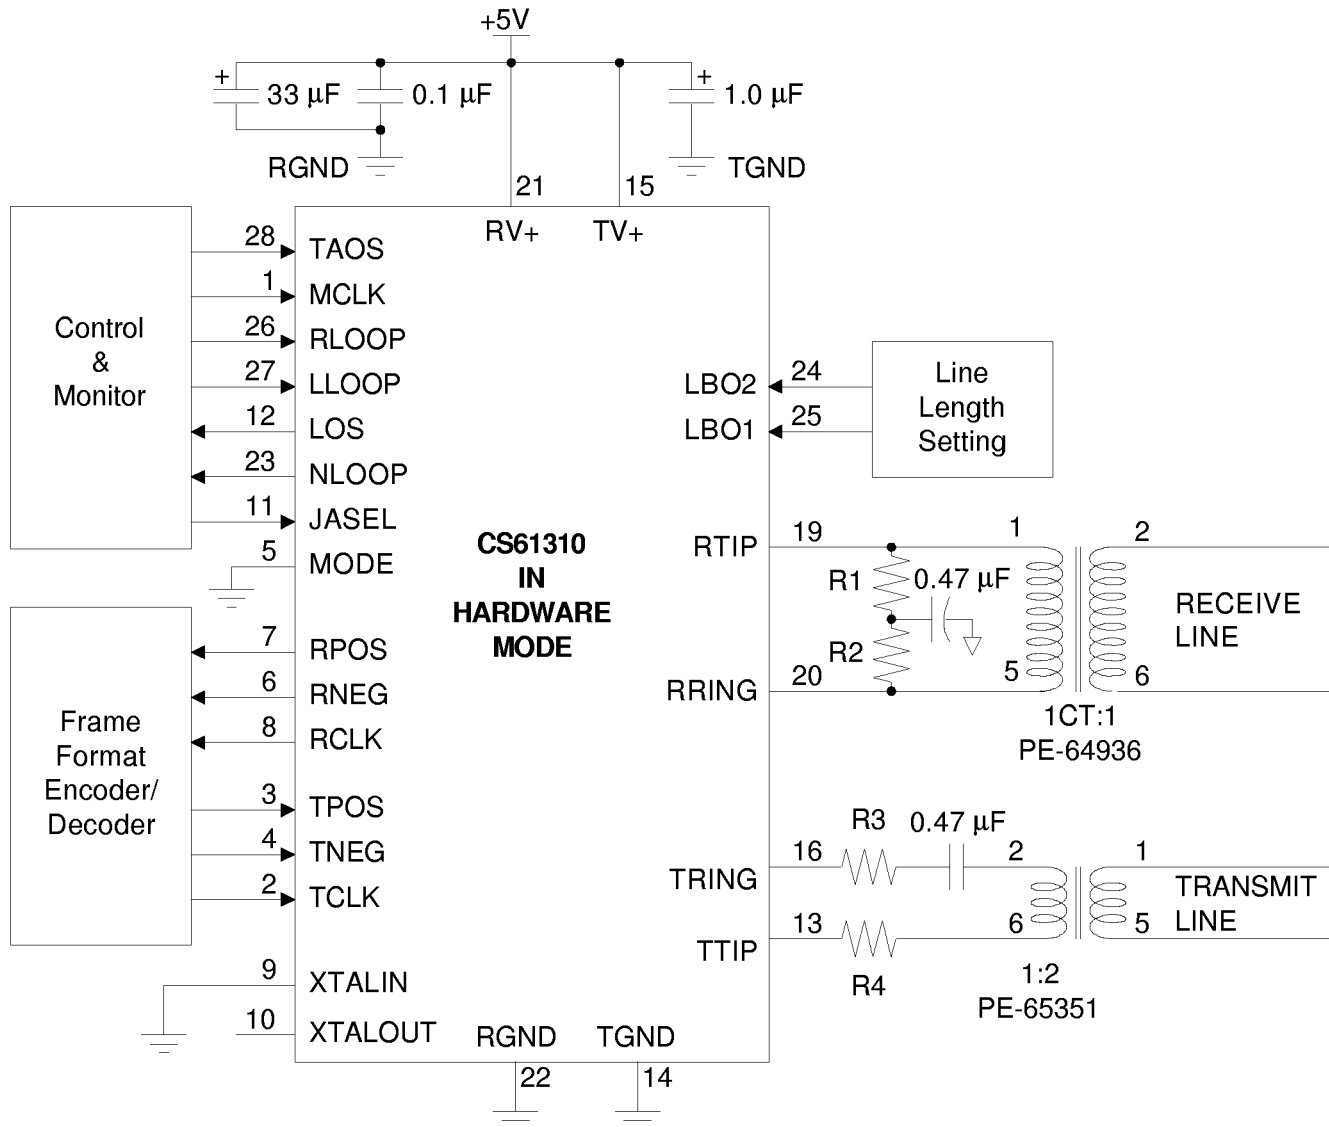 +5V
+
33 µF
0.1 µF
+
1.0 µF
RGND
TGND
21
15
RV+
TV+
Control
&
Monitor
28
TAOS
1
MCLK
26
RLOOP
27
LLOOP
12
LOS
23
NLOOP
11
JASEL
5
MODE
LBO2
24
LBO1
25
Line
Length
Setting
CS61310
IN
HARDWARE
MODE
RTIP
19
R1
0.47 µF
R2
RRING
20
1
2
5
6
RECEIVE
LINE
1CT:1
PE-64936
Frame
Format
Encoder/
Decoder
7
RPOS
6
RNEG
8
RCLK
3
TPOS
4
TNEG
2
TCLK
TRING
16
R3
0.47 µF
2
1
TTIP
13
R4
6
5
TRANSMIT
LINE
1:2
PE-65351
9
XTALIN
10
XTALOUT
RGND
TGND
22
14